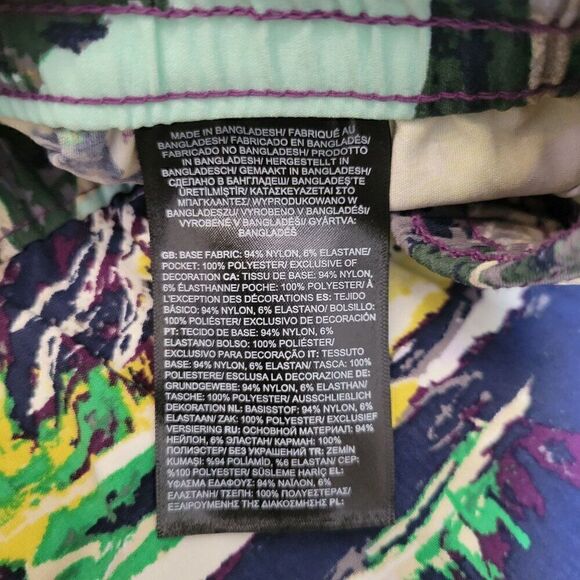 MADE IN BANGLADESH/ FABRIQUÉ AU
BANGLADESH/ FABRICADO EN BANGLADÉS/
FABRICADO NO BANGLADESH/ PRODOTTO
IN BANGLADESH/ HERGESTELLT IN
BANGLADESCH/ GEMAAKT IN BANGLADESH/
СДЕЛАНО В БАНГЛАДЕШ/ BANGLADEŞ'TE
ÜRETİLMİŞTİR/ ΚΑΤΑΣΚΕΥΑΖΕΤΑΙ ΣΤΟ
ΜΠΑΝΓΚΛΑΝΤΕΣ/ WYPRODUKOWANO W
BANGLADESZU/ VYROBENO V BANGLADÉŠI/
VYROBENÉ V BANGLADÉŠI/ GYÁRTVA:
BANGLADÉS
GB: BASE FABRIC: 94% NYLON, 6% ELASTANE/
POCKET: 100% POLYESTER/ EXCLUSIVE OF
DECORATION CA: TISSU DE BASE: 94% NYLON,
6% ÉLASTHANNE/ POCHE: 100% POLYESTER/ À
L'EXCEPTION DES DÉCORATIONS ES: TEJIDO
BÁSICO: 94% NYLON, 6% ELASTANO/ BOLSILLO:
100% POLIÉSTER/ EXCLUSIVO DE DECORACIÓN
PT: TECIDO DE BASE: 94% NYLON, 6%
ELASTANO/ BOLSO: 100% POLIÉSTER/
EXCLUSIVO PARA DECORAÇÃO IT: TESSUTO
BASE: 94% NYLON, 6% ELASTAN/ TASCA: 100%
POLIESTERE/ ESCLUSA LA DECORAZIONE DE:
GRUNDGEWEBE: 94% NYLON, 6% ELASTHAN/
TASCHE: 100% POLYESTER/ AUSSCHLIEßLICH
DEKORATION NL: BASISSTOF: 94% NYLON, 6%
ELASTAAN/ ZAK: 100% POLYESTER/ EXCLUSIEF
VERSIERING RU: ОСНОВНОЙ МАТЕРИАЛ: 94%
НЕЙЛОН, 6% ЭЛАСТАН/ КАРМАН: 100%
ПОЛИЭСТЕР/ БЕЗ УКРАШЕНИЙ TR: ZEMİN
KUMAŞI: %94 POLİAMİD, %6 ELASTAN/ CEP:
%100 POLYESTER/ SÜSLEME HARİÇ EL:
ΥΦΑΣΜΑ ΕΔΑΦΟΥΣ: 94% ΝΑΪΛΟΝ, 6%
ΕΛΑΣΤΑΝΗ/ ΤΣΕΠΗ: 100% ΠΟΛΥΕΣΤΕΡΑΣ/
ΕΞΑΙΡΟΥΜΕΝΗΣ ΤΗΣ ΔΙΑΚΟΣΜΗΣΗΣ PL: